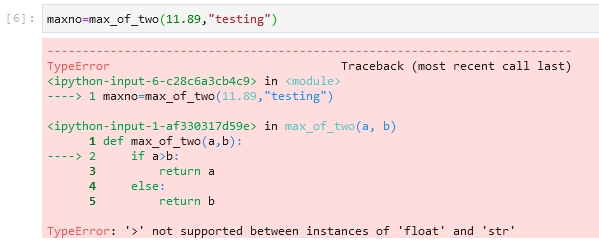 [6]: maxno=max_of_two(11.89,"testing")
---------------------------------------------------------------------------
TypeError                                 Traceback (most recent call last)
<ipython-input-6-c28c6a3cb4c9> in <module>
----> 1 maxno=max_of_two(11.89,"testing")
<ipython-input-1-af330317d59e> in max_of_two(a, b)
      1 def max_of_two(a,b):
----> 2     if a>b:
      3         return a
      4     else:
      5         return b
TypeError: '>' not supported between instances of 'float' and 'str'